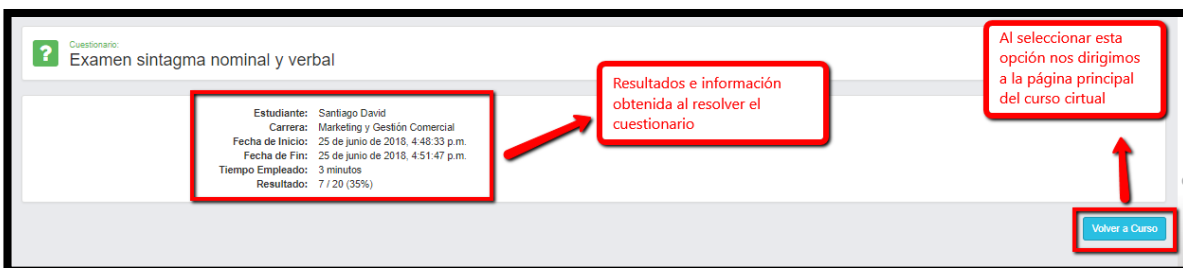 Cuestionario:
Examen sintagma nominal y verbal
Al seleccionar esta
opción nos dirigimos
a la página principal
del curso cirtual
Resultados e información
obtenida al resolver el
cuestionario
Estudiante: Santiago David
Carrera: Marketing y Gestión Comercial
Fecha de Inicio: 25 de junio de 2018, 4:48:33 p.m.
Fecha de Fin: 25 de junio de 2018, 4:51:47 p.m.
Tiempo Empleado: 3 minutos
Resultado: 7 / 20 (35%)
Volver a Curso